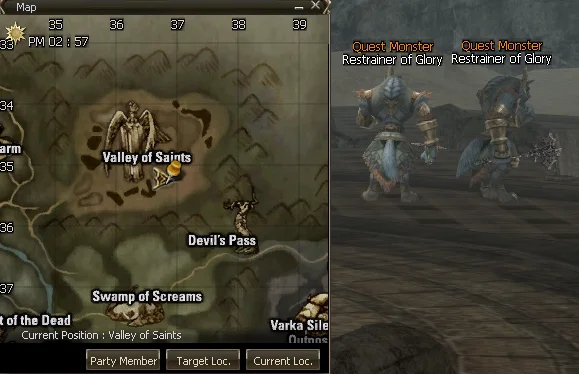 Map
35 36 37 38 39
33
PM 02 : 57
34
Valley of Saints
arm
35
36
Devil's Pass
37
Swamp of Screams
t of the Dead
Varka Sile
Outpos
Current Position : Valley of Saints
Party Member Target Loc. Current Loc.
Quest Monster
Restrainer of Glory
Quest Monster
Restrainer of Glory